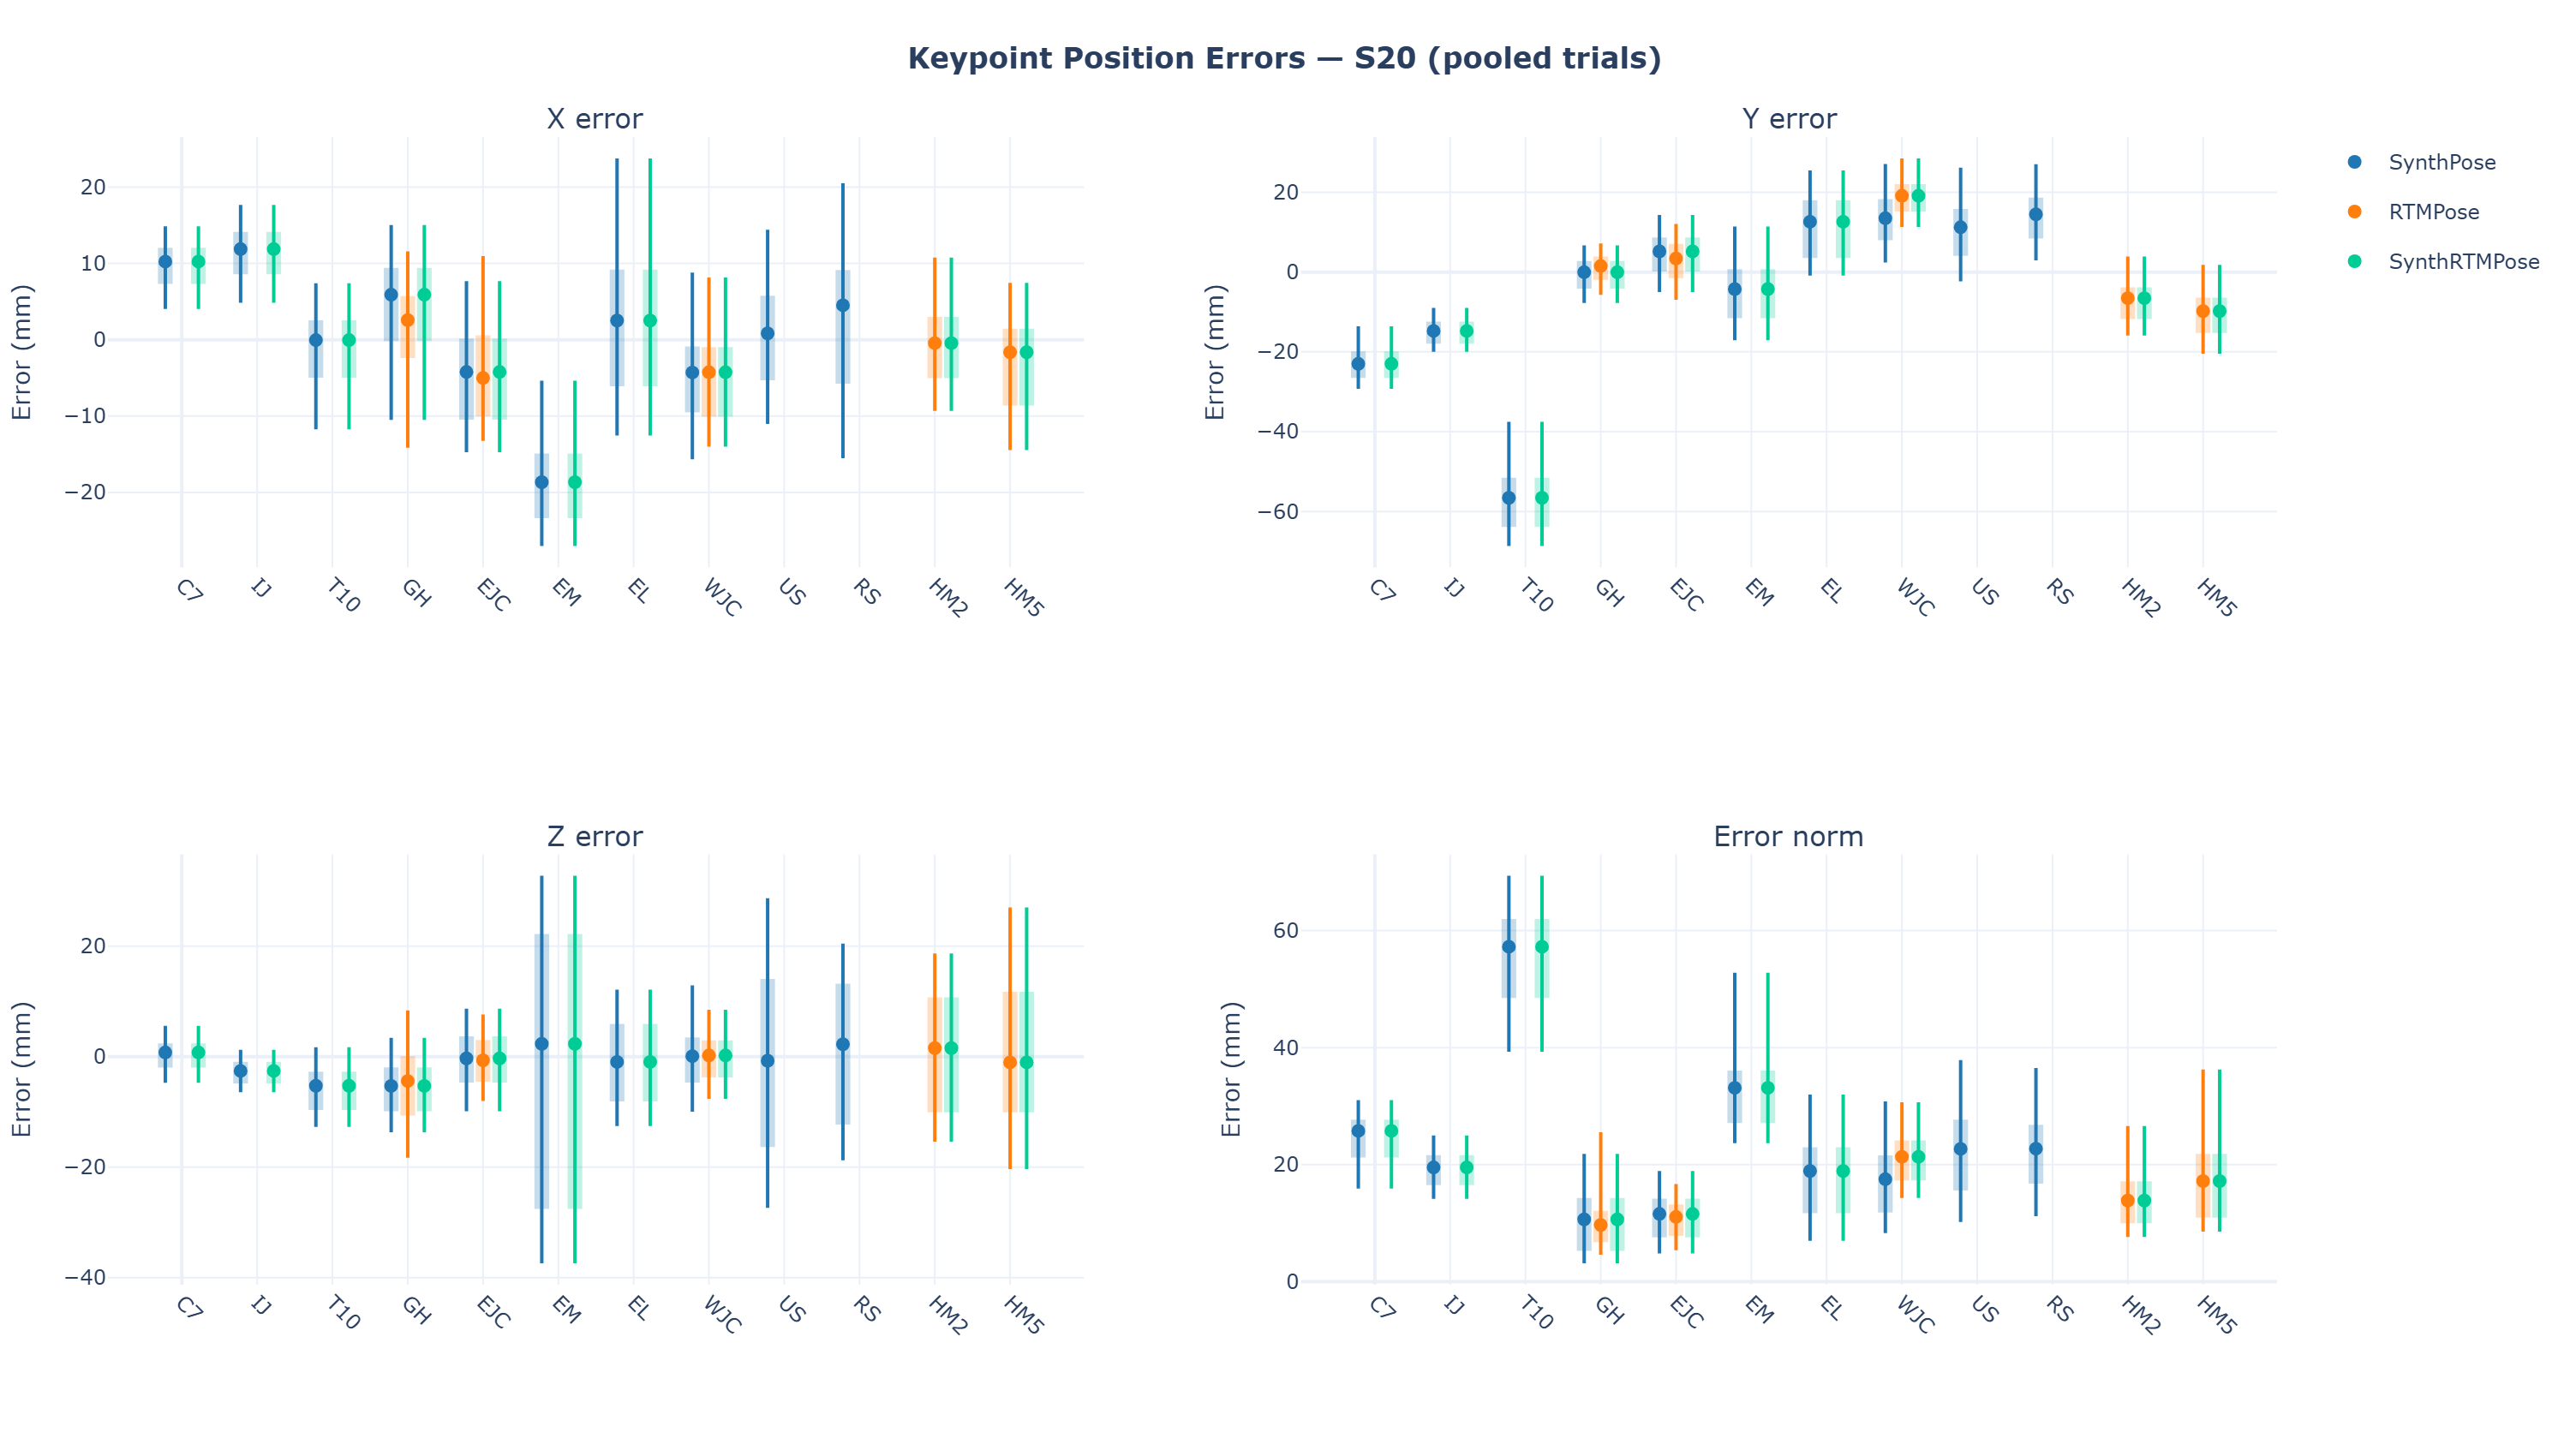 Keypoint Position Errors — S20 (pooled trials)
X error
Error (mm)
20
10
0
−10
−20
C7
IJ
T10
GH
EJC
EM
EL
WJC
US
RS
HM2
HM5
Y error
Error (mm)
20
0
−20
−40
−60
C7
IJ
T10
GH
EJC
EM
EL
WJC
US
RS
HM2
HM5
SynthPose
RTMPose
SynthRTMPose
Z error
Error (mm)
20
0
−20
−40
C7
IJ
T10
GH
EJC
EM
EL
WJC
US
RS
HM2
HM5
Error norm
Error (mm)
60
40
20
0
C7
IJ
T10
GH
EJC
EM
EL
WJC
US
RS
HM2
HM5